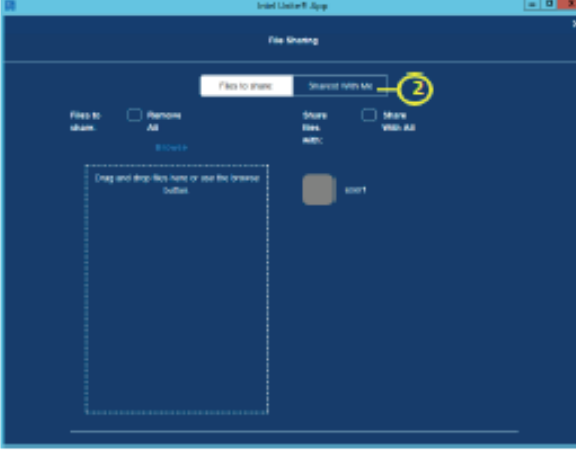 Intel Unite® App
File Sharing
Files to share
Shared With Me
2
Files to
share:
Remove
All
Browse
Share
files
with:
Share
With All
Drag and drop files here or use the browse
button.
user1